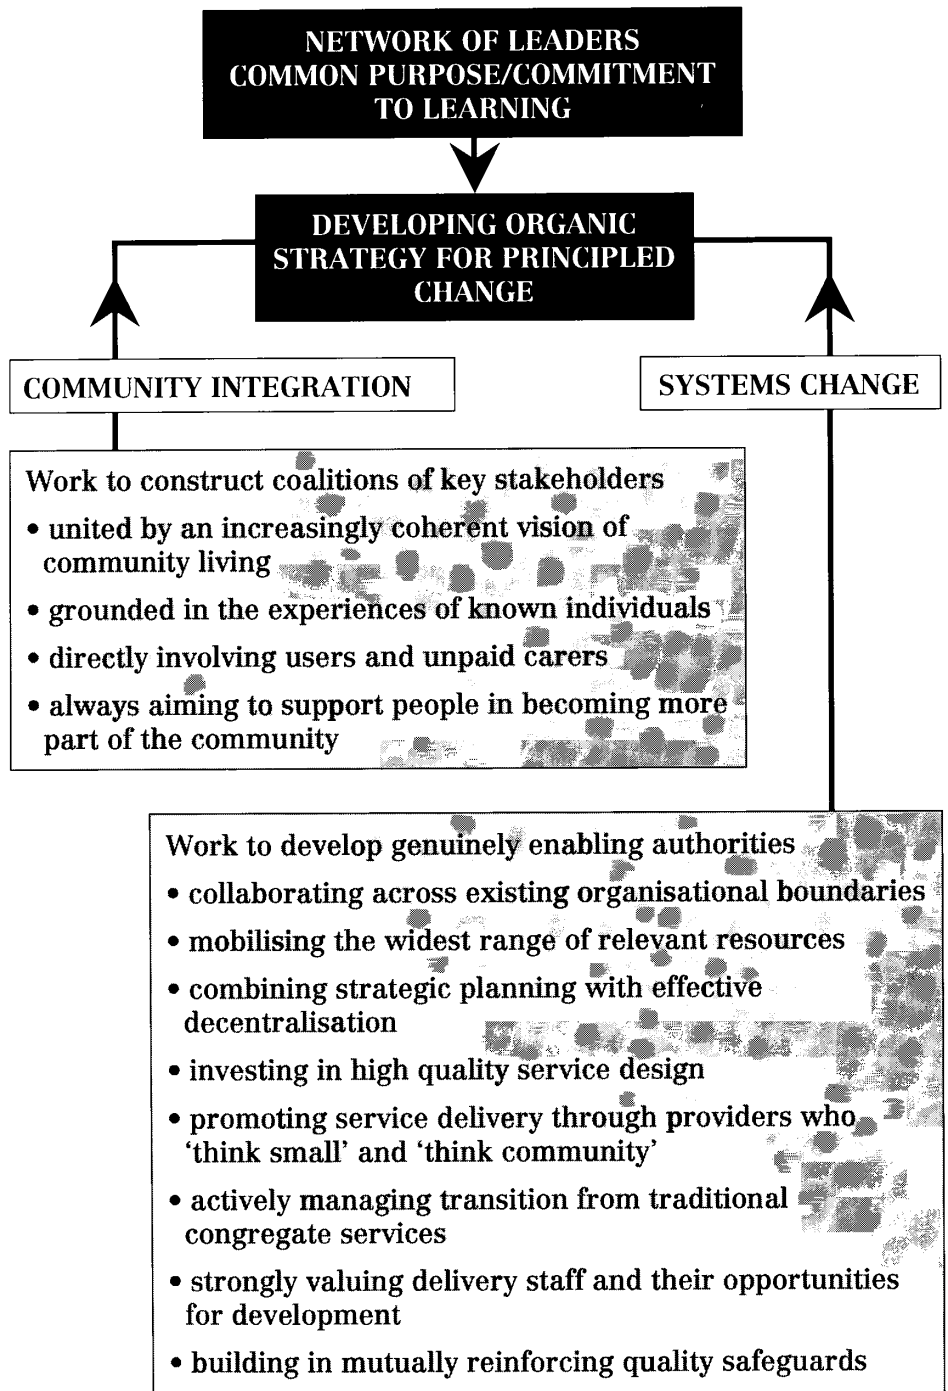 NETWORK OF LEADERS
COMMON PURPOSE/COMMITMENT
TO LEARNING
DEVELOPING ORGANIC
STRATEGY FOR PRINCIPLED
CHANGE
COMMUNITY INTEGRATION
SYSTEMS CHANGE
Work to construct coalitions of key stakeholders
• united by an increasingly coherent vision of
community living
• grounded in the experiences of known individuals
• directly involving users and unpaid carers
• always aiming to support people in becoming more
part of the community
Work to develop genuinely enabling authorities
• collaborating across existing organisational boundaries
• mobilising the widest range of relevant resources
• combining strategic planning with effective
decentralisation
• investing in high quality service design
• promoting service delivery through providers who
‘think small’ and ‘think community’
• actively managing transition from traditional
congregate services
• strongly valuing delivery staff and their opportunities
for development
• building in mutually reinforcing quality safeguards